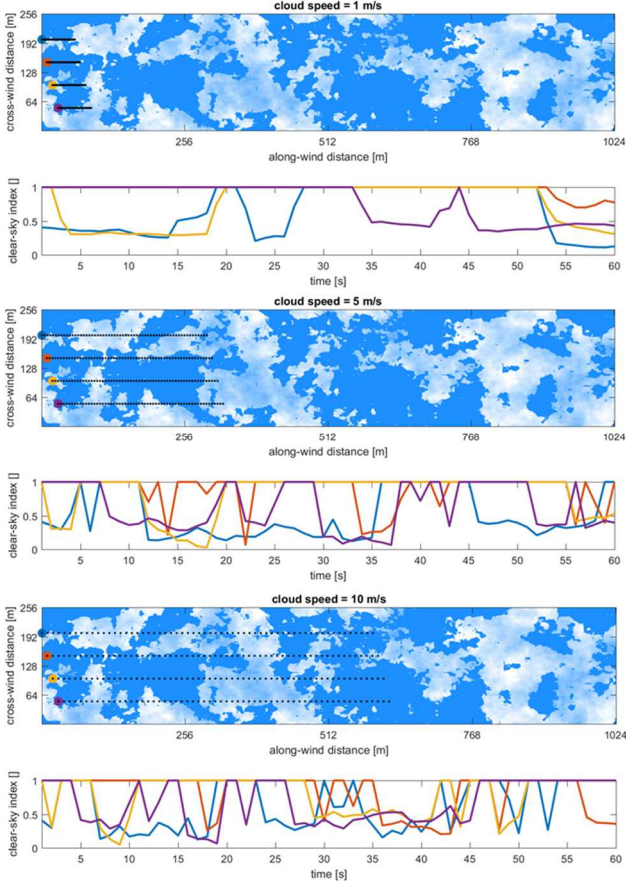 cloud speed = 1 m/s
256
192
128
64
cross-wind distance [m]
256 512 768 1024
along-wind distance [m]
1
0.5
0
clear-sky index []
5 10 15 20 25 30 35 40 45 50 55 60
time [s]
cloud speed = 5 m/s
256
192
128
64
cross-wind distance [m]
256 512 768 1024
along-wind distance [m]
1
0.5
0
clear-sky index []
5 10 15 20 25 30 35 40 45 50 55 60
time [s]
cloud speed = 10 m/s
256
192
128
64
cross-wind distance [m]
256 512 768 1024
along-wind distance [m]
1
0.5
0
clear-sky index []
5 10 15 20 25 30 35 40 45 50 55 60
time [s]